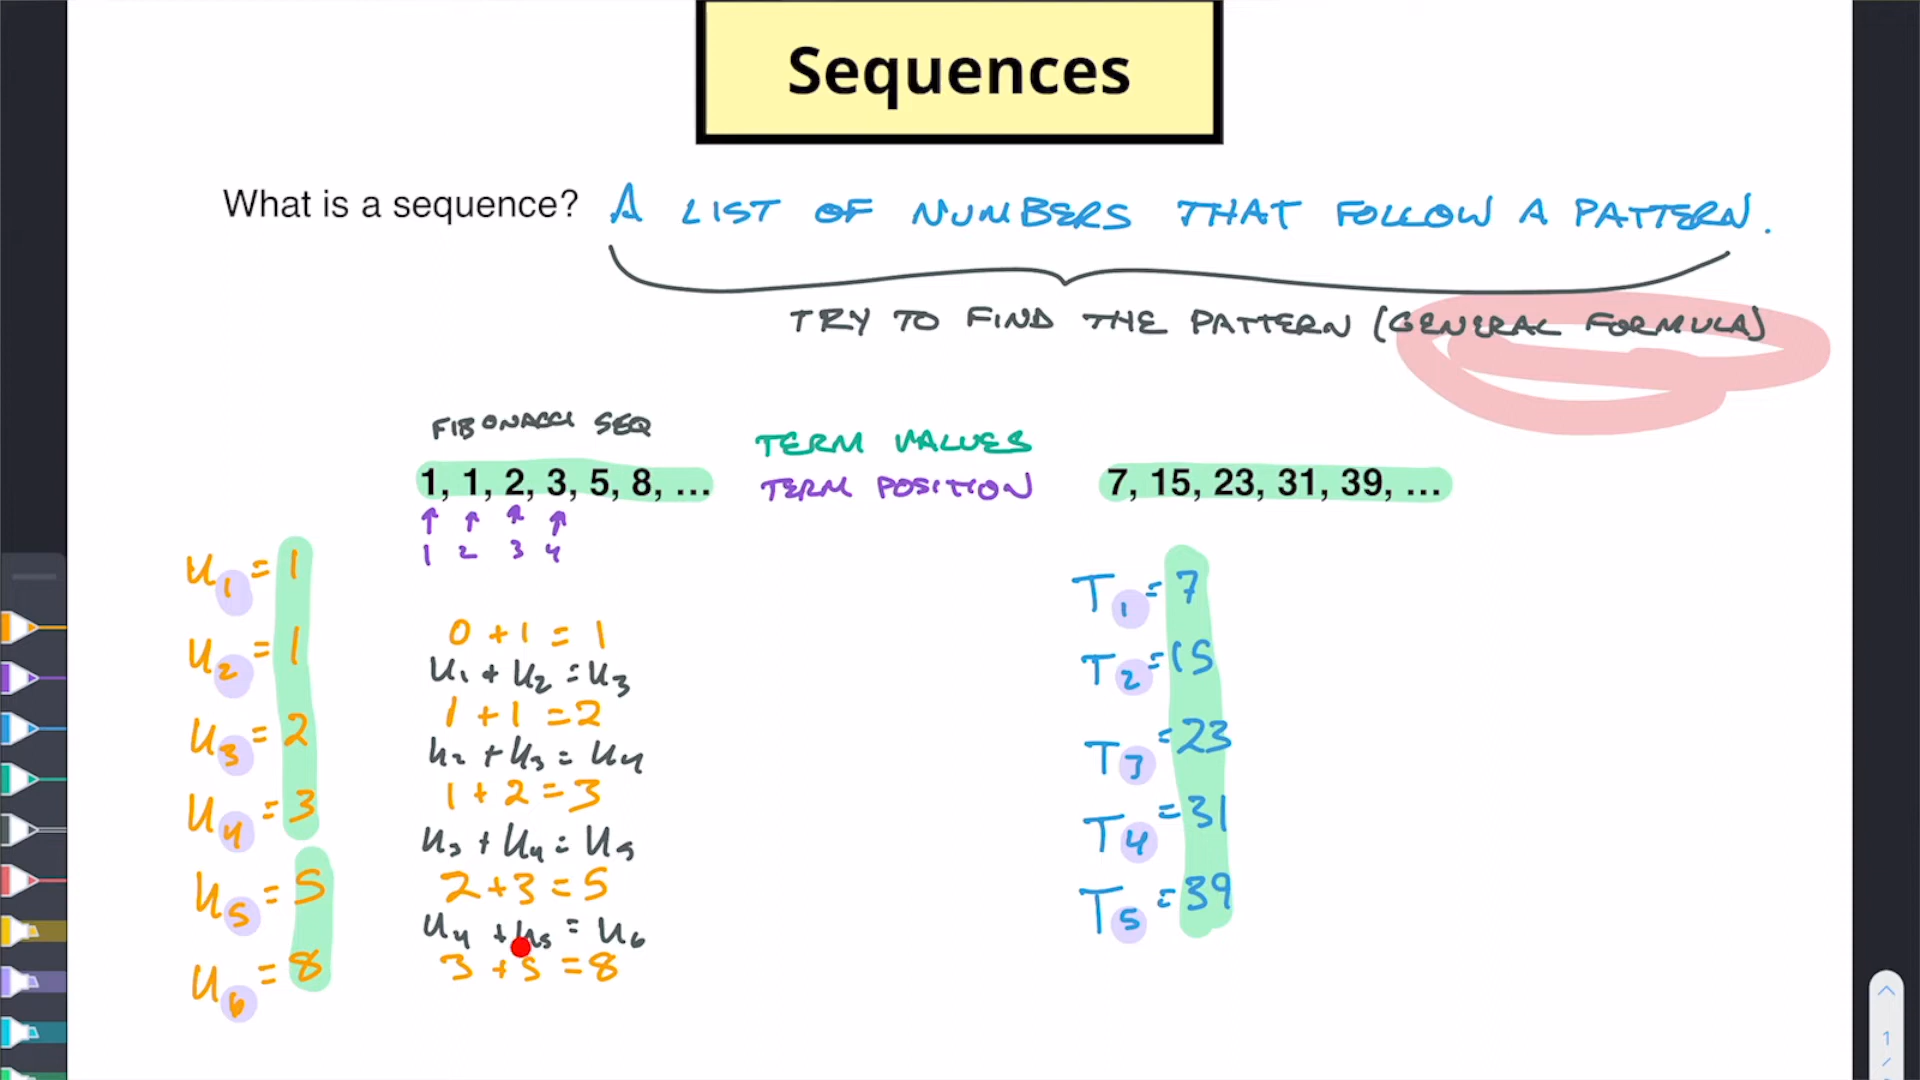 Sequences
What is a sequence? A LIST OF NUMBERS THAT FOLLOW A PATTERN.
TRY TO FIND THE PATTERN (GENERAL FORMULA)
FIBONACCI SEQ
TERM VALUES
1, 1, 2, 3, 5, 8, ...
TERM POSITION
7, 15, 23, 31, 39, ...
1 2 3 4
U1 = 1
U2 = 1
U3 = 2
U4 = 3
U5 = 5
U6 = 8
0 + 1 = 1
U1 + U2 = U3
1 + 1 = 2
U2 + U3 = U4
1 + 2 = 3
U3 + U4 = U5
2 + 3 = 5
U4 + U5 = U6
3 + 5 = 8
T1 = 7
T2 = 15
T3 = 23
T4 = 31
T5 = 39
1